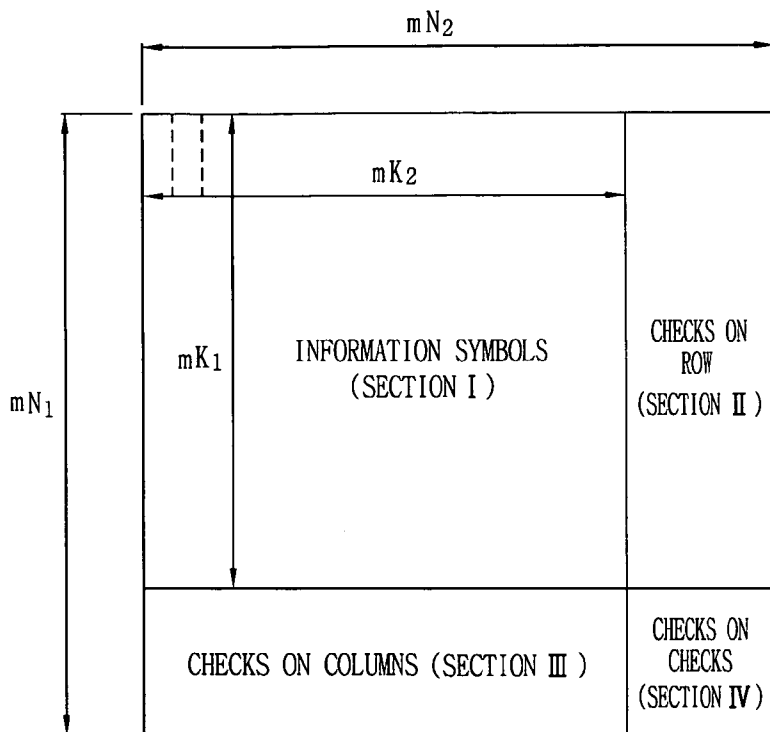 mN2
mK2
mK1
mN1
INFORMATION SYMBOLS
(SECTION I)
CHECKS ON
ROW
(SECTION II)
CHECKS ON COLUMNS (SECTION III)
CHECKS ON
CHECKS
(SECTION IV)